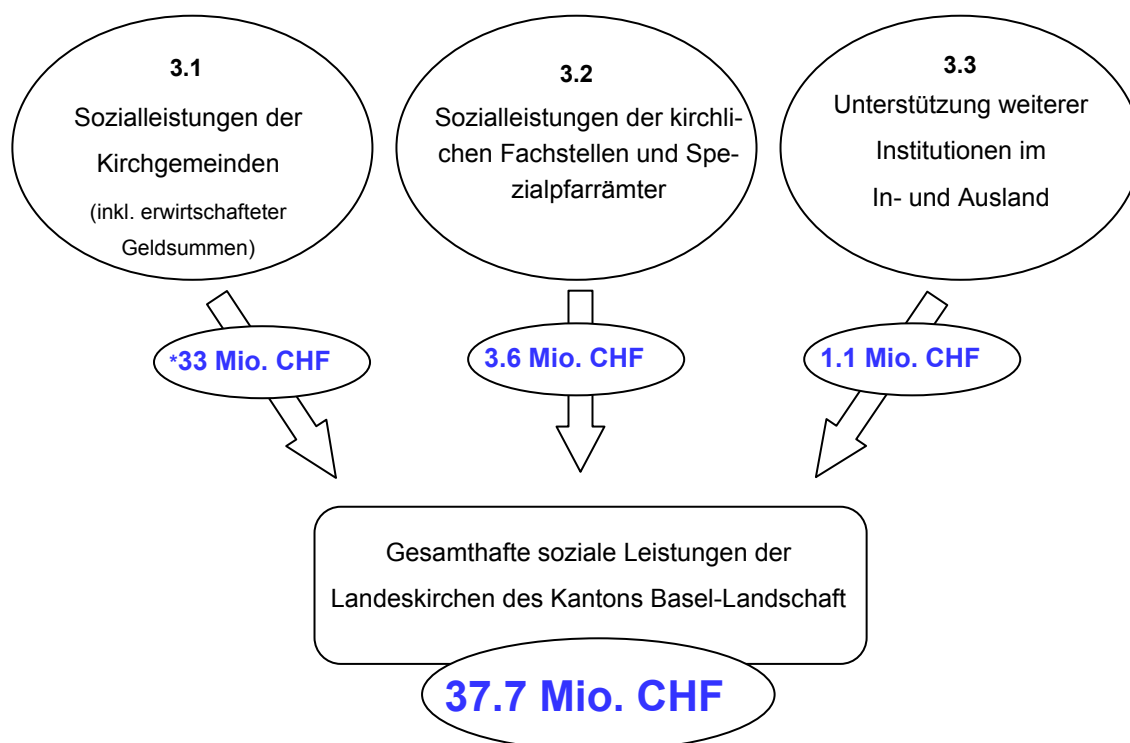 3.1
Sozialleistungen der
Kirchgemeinden
(inkl. erwirtschafteter
Geldsummen)
3.2
Sozialleistungen der kirchli-
chen Fachstellen und Spe-
zialpfarrämter
3.3
Unterstützung weiterer
Institutionen im
In- und Ausland
*33 Mio. CHF
3.6 Mio. CHF
1.1 Mio. CHF
Gesamthafte soziale Leistungen der
Landeskirchen des Kantons Basel-Landschaft
37.7 Mio. CHF